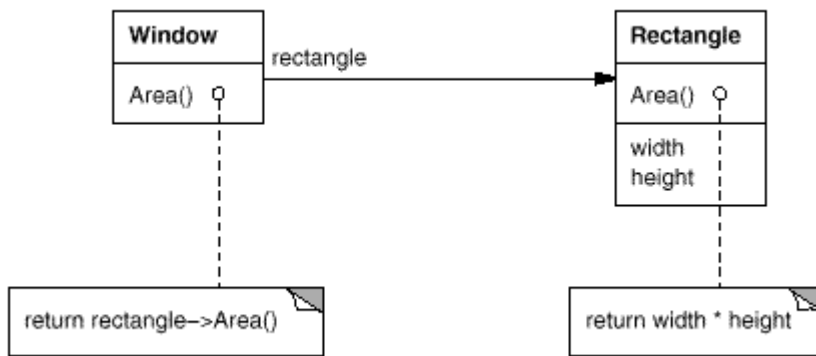 Window
Area()
rectangle
Rectangle
Area()
width
height
return rectangle–>Area()
return width * height